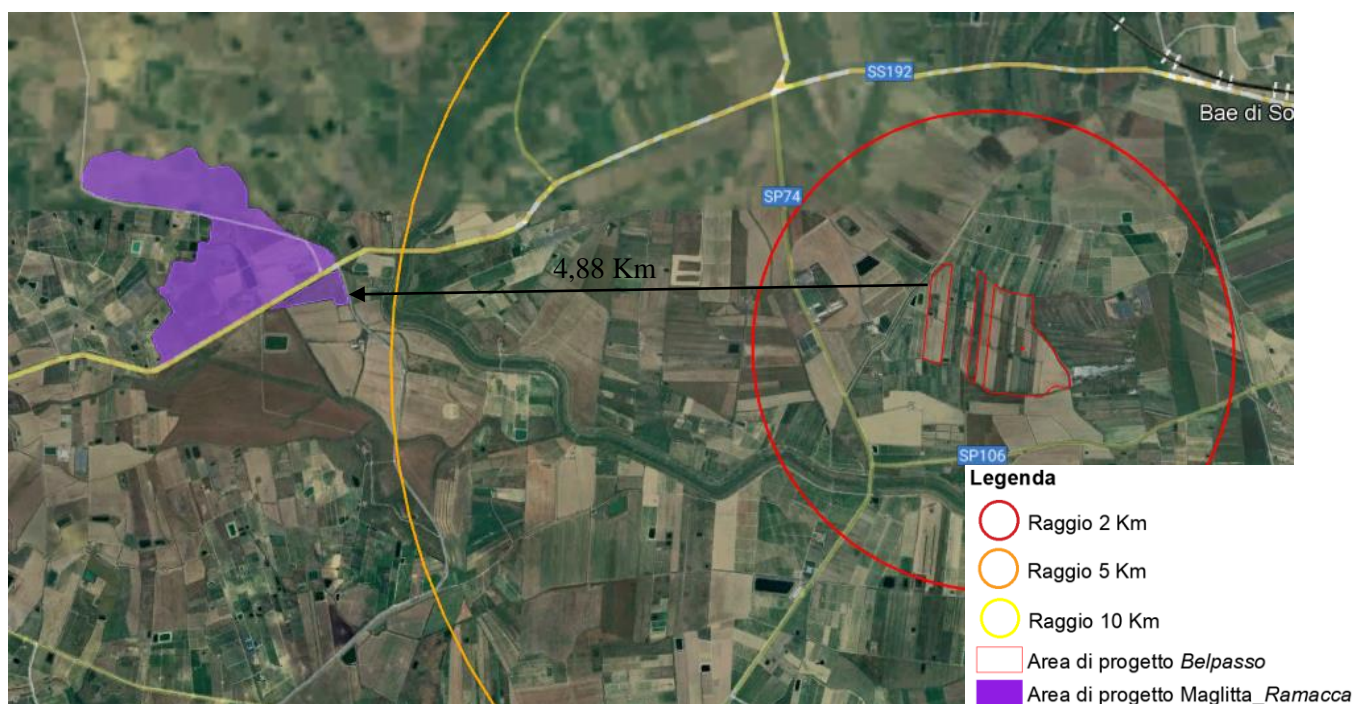 SS192
Bae di So
SP74
4,88 Km
SP106
Legenda
Raggio 2 Km
Raggio 5 Km
Raggio 10 Km
Area di progetto Belpasso
Area di progetto Maglitta_Ramacca